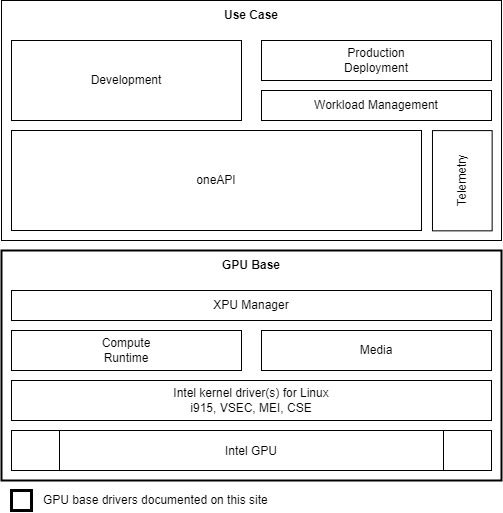 Use Case
Development
Production
Deployment
Workload Management
oneAPI
Telemetry
GPU Base
XPU Manager
Compute
Runtime
Media
Intel kernel driver(s) for Linux
i915, VSEC, MEI, CSE
Intel GPU
GPU base drivers documented on this site